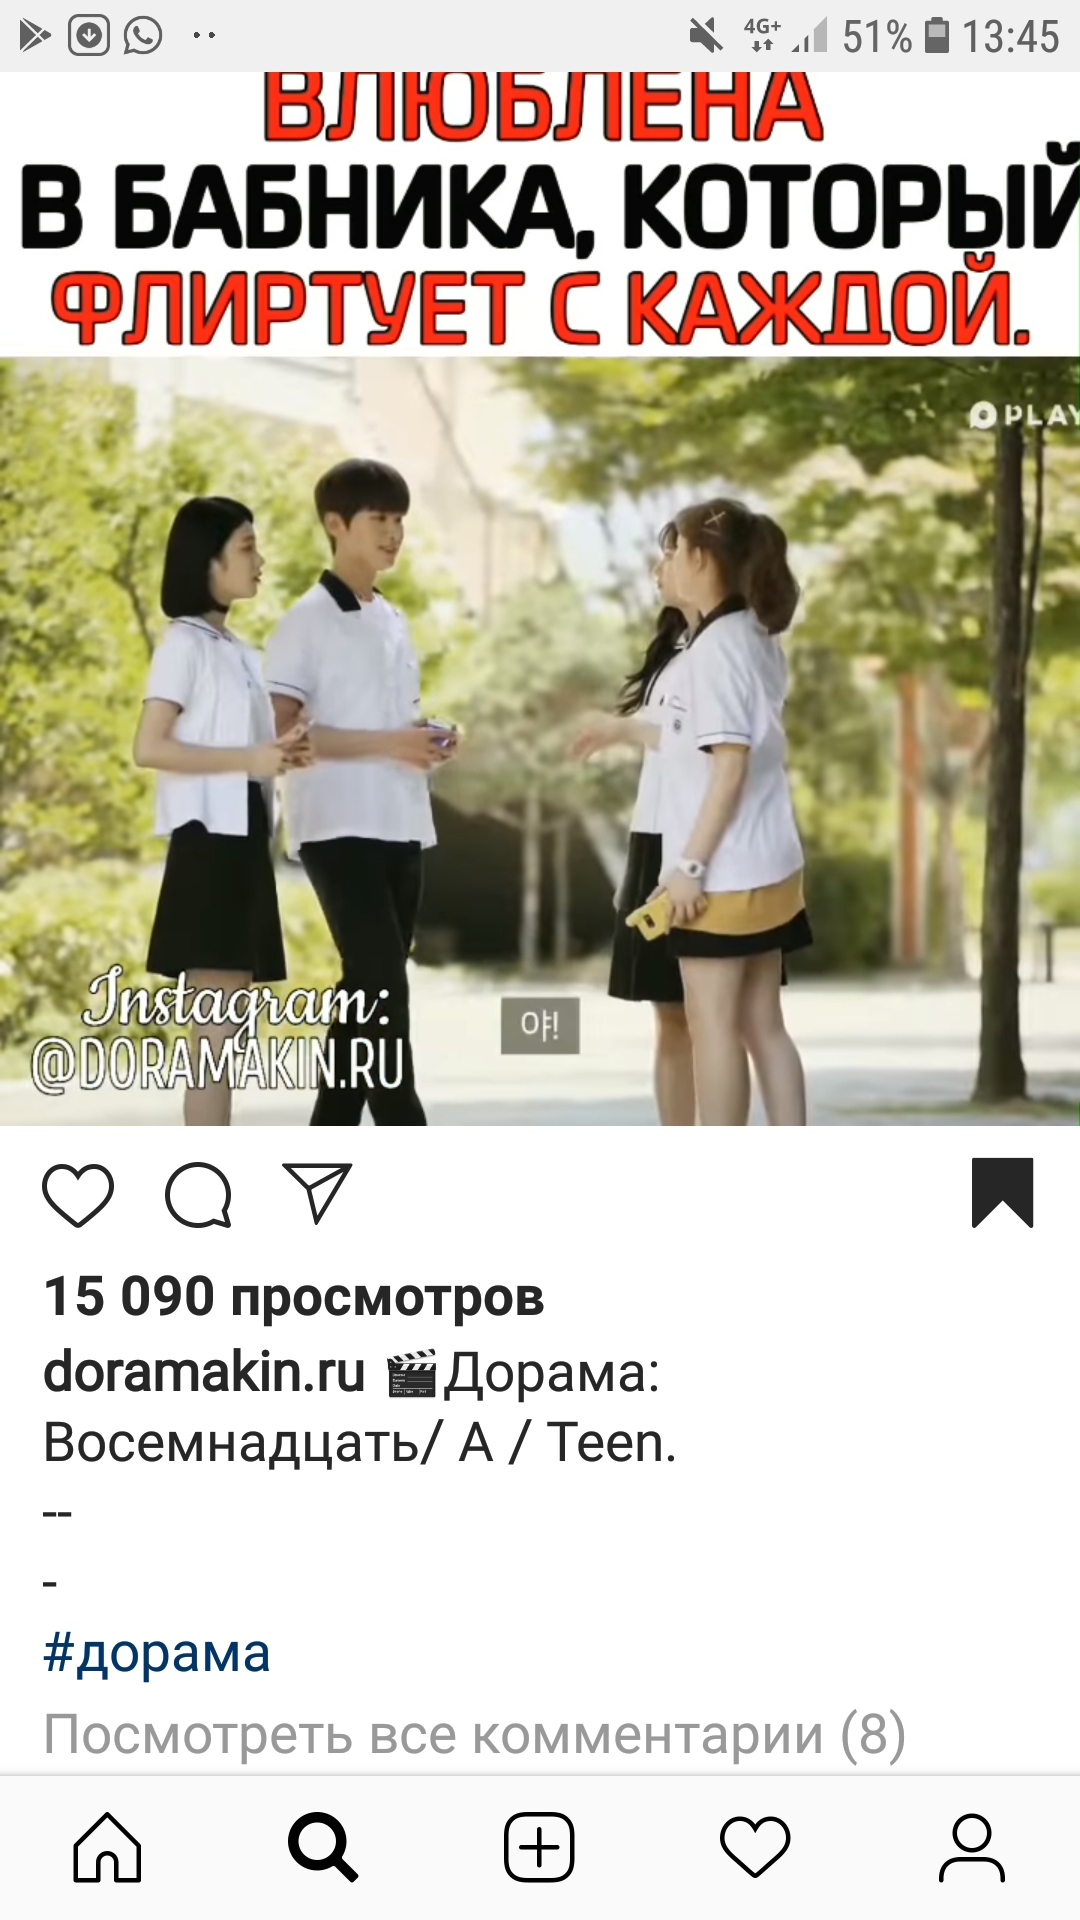 4G+ 51% 13:45
ВЛЮБЛЕНА
В БАБНИКА, КОТОРЫЙ
ФЛИРТУЕТ С КАЖДОЙ.
PLAY
Instagram:
@DORAMAKIN.RU
야!
15 090 просмотров
doramakin.ru 🎬Дорама:
Восемнадцать/ A / Teen.
--
-
#дорама
Посмотреть все комментарии (8)